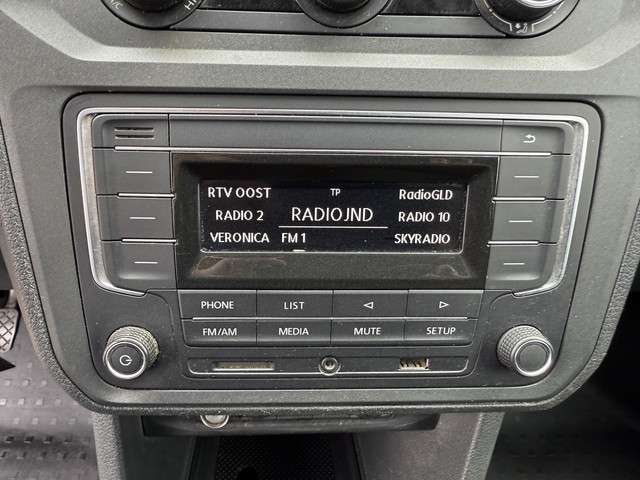 RTV OOST TP RadioGLD
RADIO 2 RADIOJND RADIO 10
VERONICA FM 1 SKYRADIO
PHONE LIST
FM/AM MEDIA MUTE SETUP